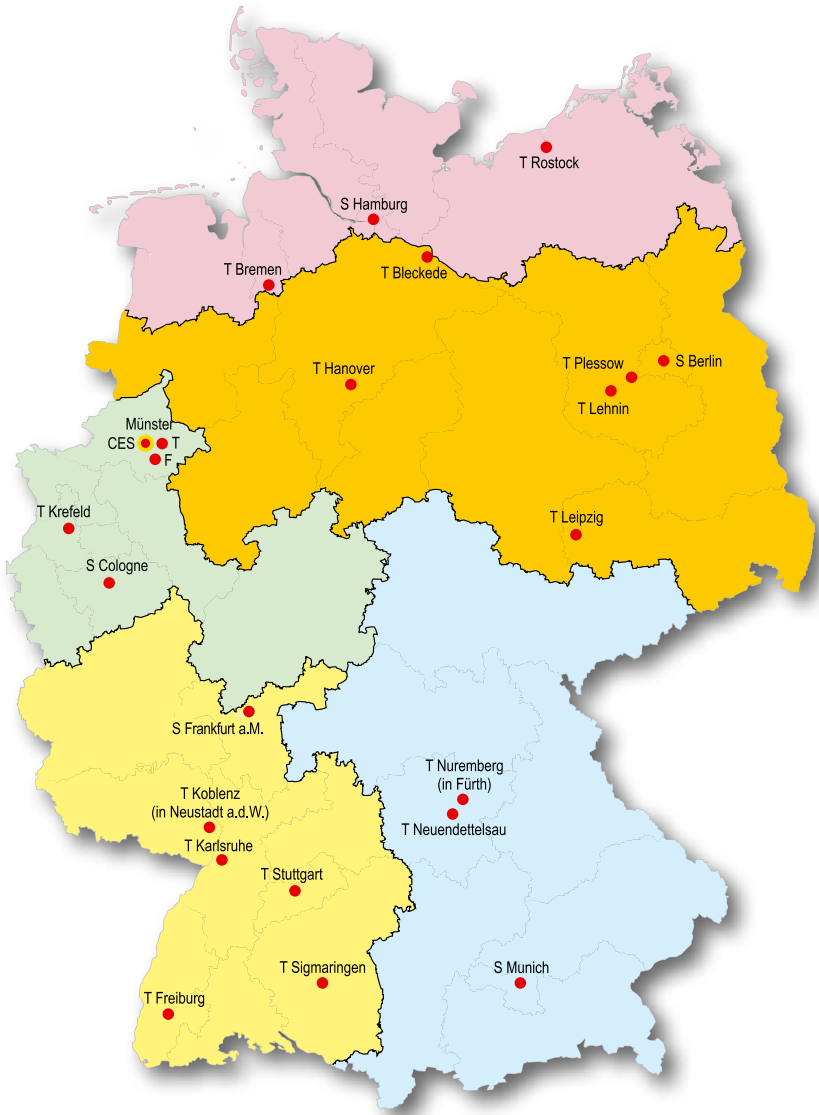 T Rostock
S Hamburg
T Bremen
T Bleckede
T Hanover
T Plessow
S Berlin
T Lehnin
Münster
CES
T
F
T Krefeld
T Leipzig
S Cologne
S Frankfurt a.M.
T Nuremberg
(in Fürth)
T Koblenz
(in Neustadt a.d.W.)
T Neuendettelsau
T Karlsruhe
T Stuttgart
T Sigmaringen
S Munich
T Freiburg